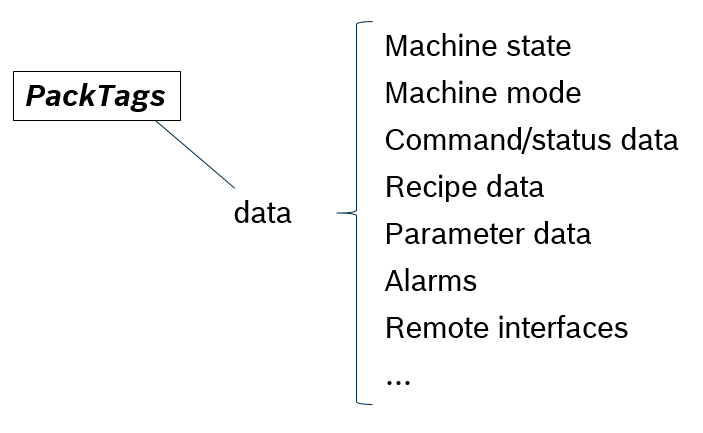 PackTags
data
Machine state
Machine mode
Command/status data
Recipe data
Parameter data
Alarms
Remote interfaces
...